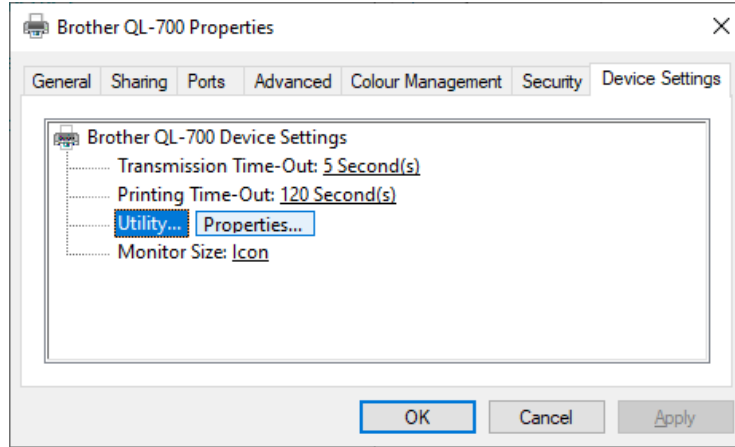 Brother QL-700 Properties
General Sharing Ports Advanced Colour Management Security Device Settings
Brother QL-700 Device Settings
Transmission Time-Out: 5 Second(s)
Printing Time-Out: 120 Second(s)
Utility... Properties...
Monitor Size: Icon
OK Cancel Apply